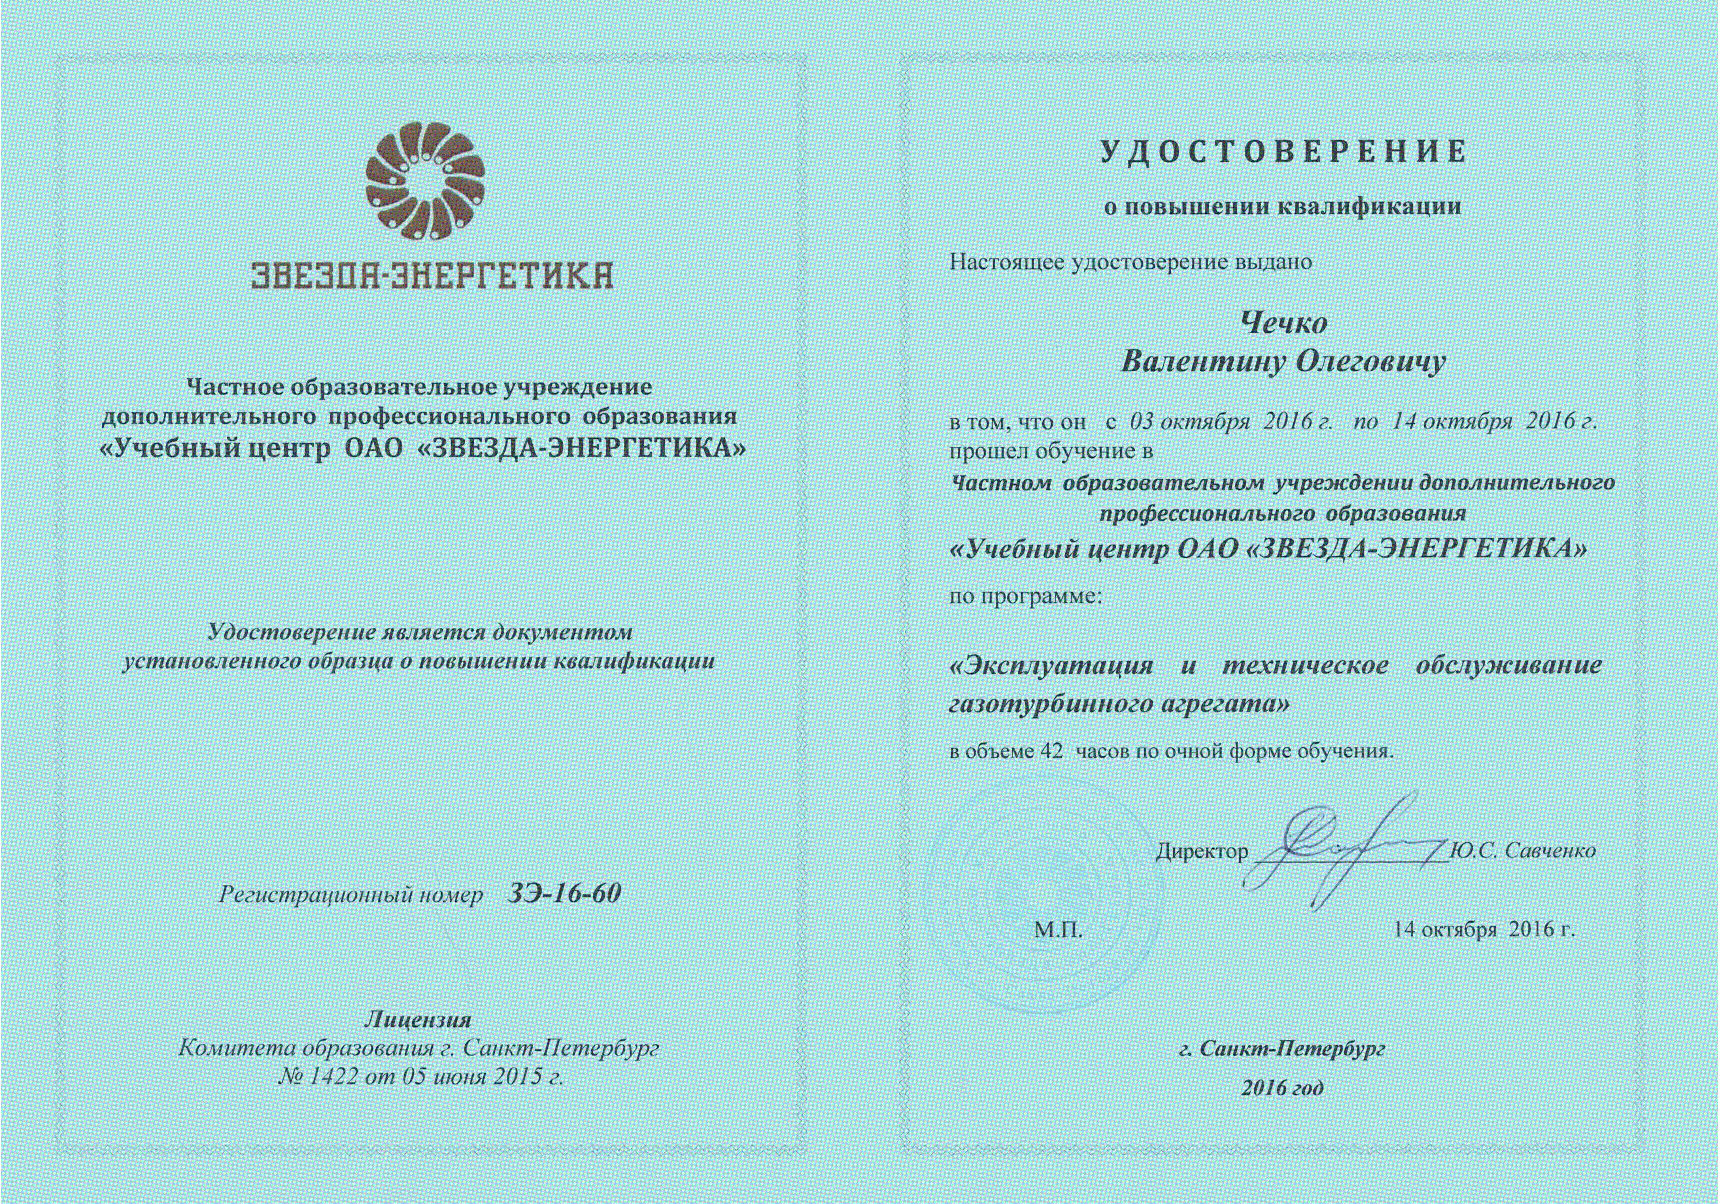 ЗВЕЗДА-ЭНЕРГЕТИКА
Частное образовательное учреждение
дополнительного профессионального образования
«Учебный центр ОАО «ЗВЕЗДА-ЭНЕРГЕТИКА»
Удостоверение является документом
установленного образца о повышении квалификации
Регистрационный номер ЗЭ-16-60
Лицензия
Комитета образования г. Санкт-Петербург
№ 1422 от 05 июня 2015 г.
УДОСТОВЕРЕНИЕ
о повышении квалификации
Настоящее удостоверение выдано
Чечко
Валентину Олеговичу
в том, что он с 03 октября 2016 г. по 14 октября 2016 г.
прошел обучение в
Частном образовательном учреждении дополнительного
профессионального образования
«Учебный центр ОАО «ЗВЕЗДА-ЭНЕРГЕТИКА»
по программе:
«Эксплуатация и техническое обслуживание
газотурбинного агрегата»
в объеме 42 часов по очной форме обучения.
Директор Ю.С. Савченко
М.П. 14 октября 2016 г.
г. Санкт-Петербург
2016 год